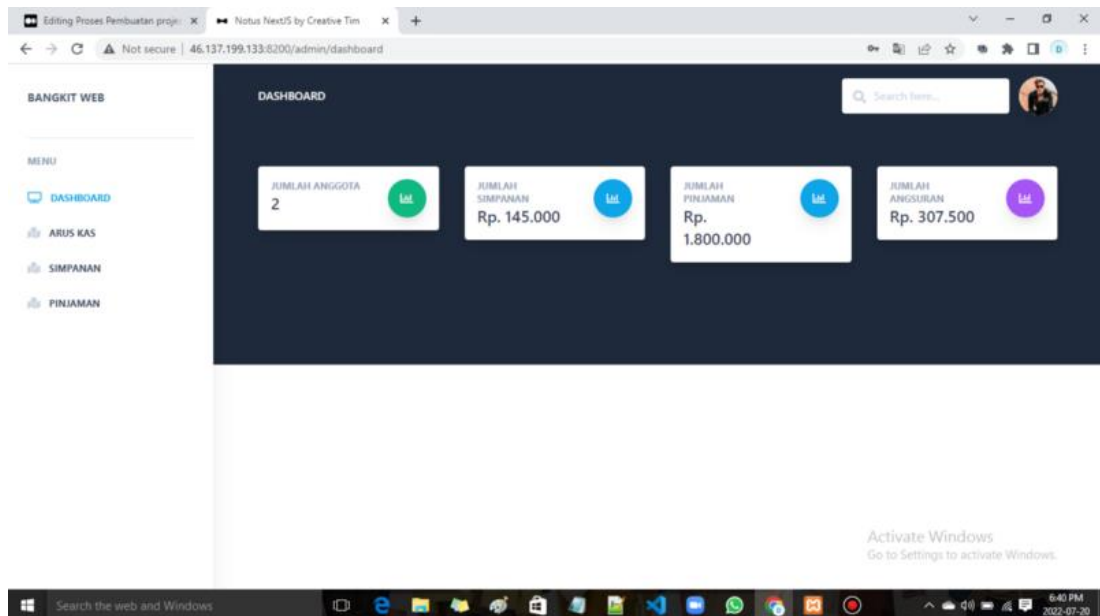 Editing Proses Pembuatan proje
Notus NextJS by Creative Tim
Not secure | 46.137.199.133:8200/admin/dashboard
BANGKIT WEB
DASHBOARD
Search here...
MENU
DASHBOARD
ARUS KAS
SIMPANAN
PINJAMAN
JUMLAH ANGGOTA
2
JUMLAH
SIMPANAN
Rp. 145.000
JUMLAH
PINJAMAN
Rp.
1.800.000
JUMLAH
ANGSURAN
Rp. 307.500
Activate Windows
Go to Settings to activate Windows.
Search the web and Windows
6:40 PM
2022-07-20